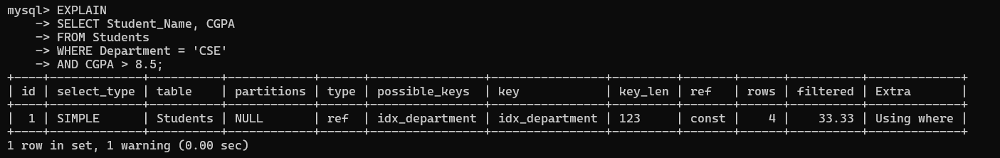 mysql> EXPLAIN
    -> SELECT Student_Name, CGPA
    -> FROM Students
    -> WHERE Department = 'CSE'
    -> AND CGPA > 8.5;
+----+-------------+----------+------------+------+----------------+----------------+---------+-------+------+----------+-------------+
| id | select_type | table    | partitions | type | possible_keys  | key            | key_len | ref   | rows | filtered | Extra       |
+----+-------------+----------+------------+------+----------------+----------------+---------+-------+------+----------+-------------+
|  1 | SIMPLE      | Students | NULL       | ref  | idx_department | idx_department | 123     | const |    4 |    33.33 | Using where |
+----+-------------+----------+------------+------+----------------+----------------+---------+-------+------+----------+-------------+
1 row in set, 1 warning (0.00 sec)